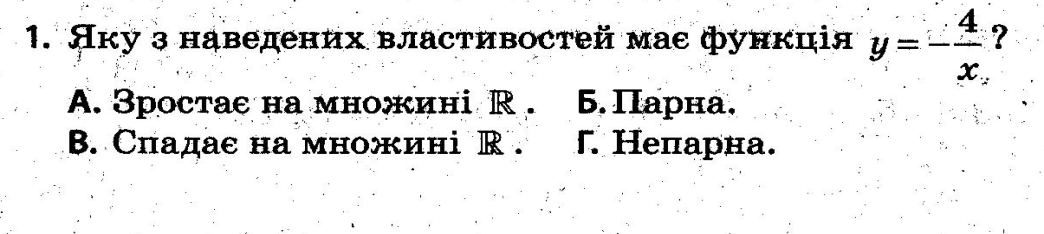 1. Яку з наведених властивостей має функція y = -4/x ?
А. Зростає на множині ℝ. Б. Парна.
В. Спадає на множині ℝ. Г. Непарна.